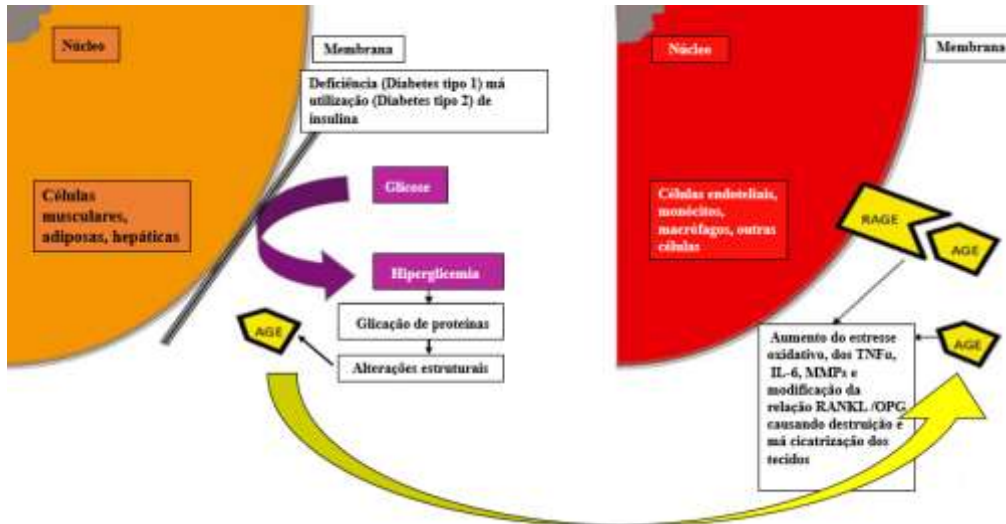 Núcleo
Membrana
Deficiência (Diabetes tipo 1) má
utilização (Diabetes tipo 2) de
insulina
Células
musculares,
adiposas, hepáticas
Glicose
Hiperglicemia
Glicação de proteínas
Alterações estruturais
AGE
Núcleo
Membrana
Células endoteliais,
monócitos,
macrófagos, outras
células
RAGE
AGE
AGE
Aumento do estresse
oxidativo, dos TNFα,
IL-6, MMPs e
modificação da
relação RANKL /OPG
causando destruição e
má cicatrização dos
tecidos